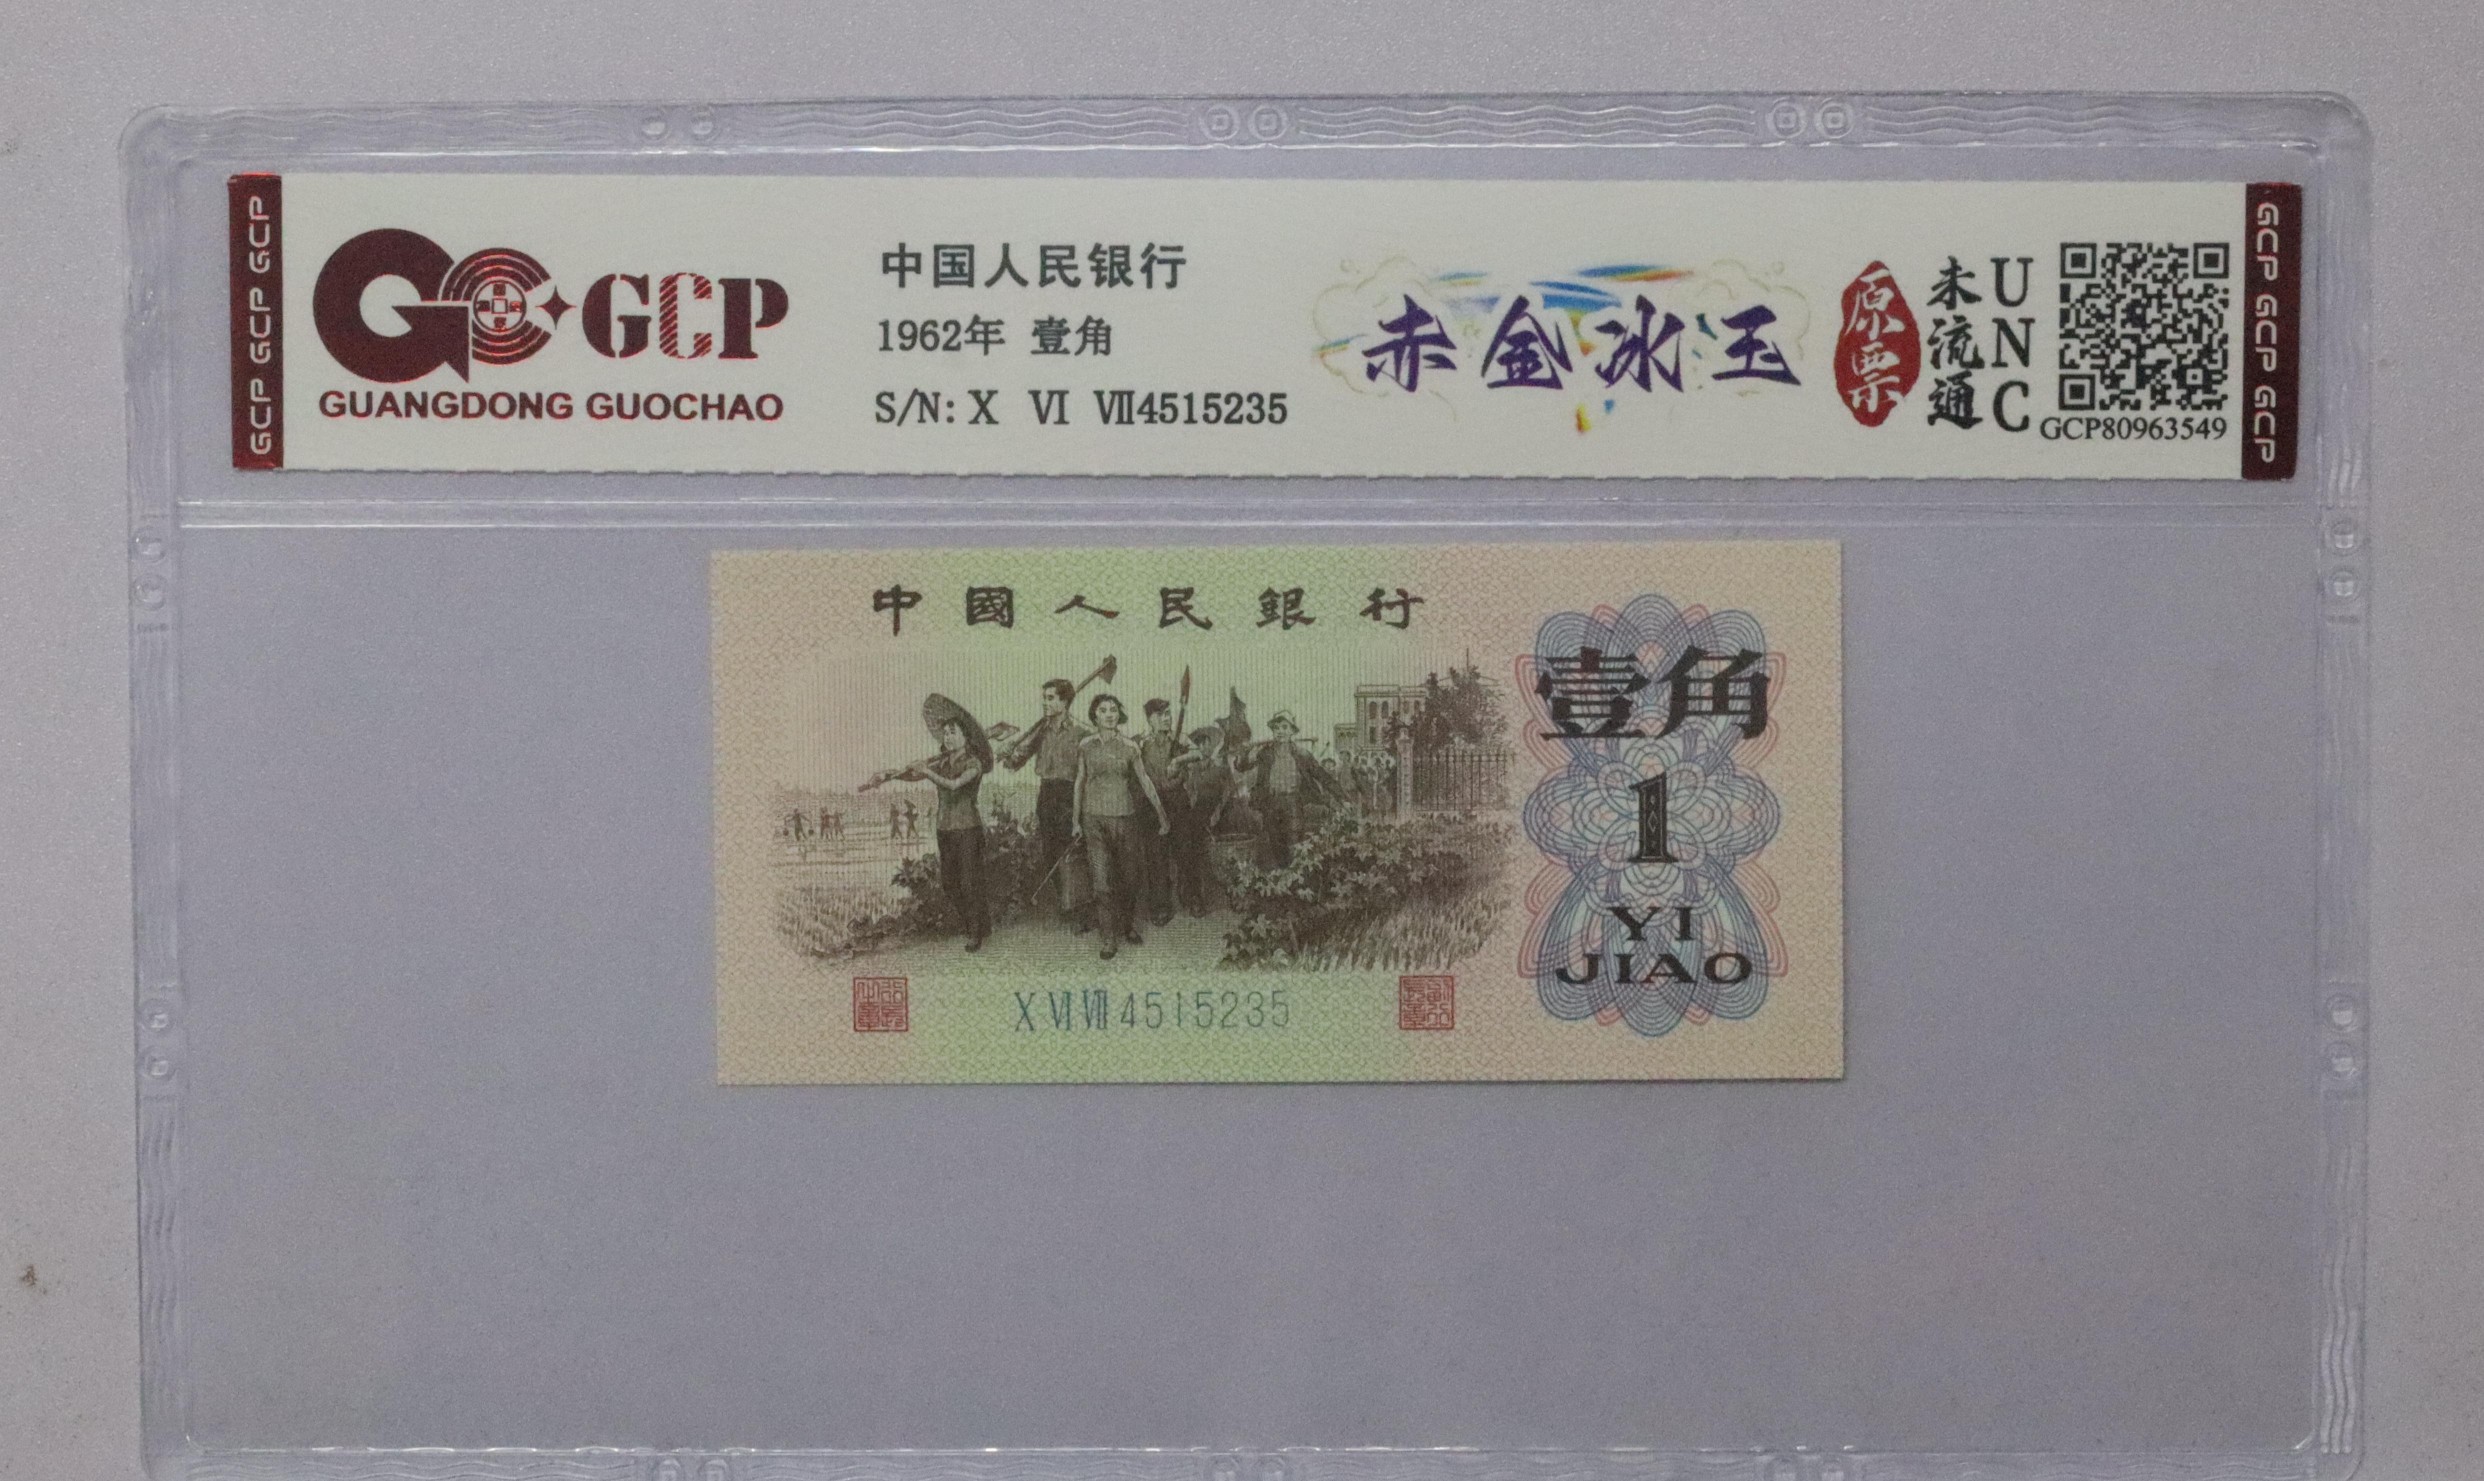 GCP GCP GCP
GCP
GUANGDONG GUOCHAO
中国人民银行
1962年 壹角
S/N: X VI VII4515235
赤金冰玉
原票
未流通
UNC
GCP80963549
GCP GCP GCP
中國人民銀行
壹角
1
YI
JIAO
X VI VII 4515235